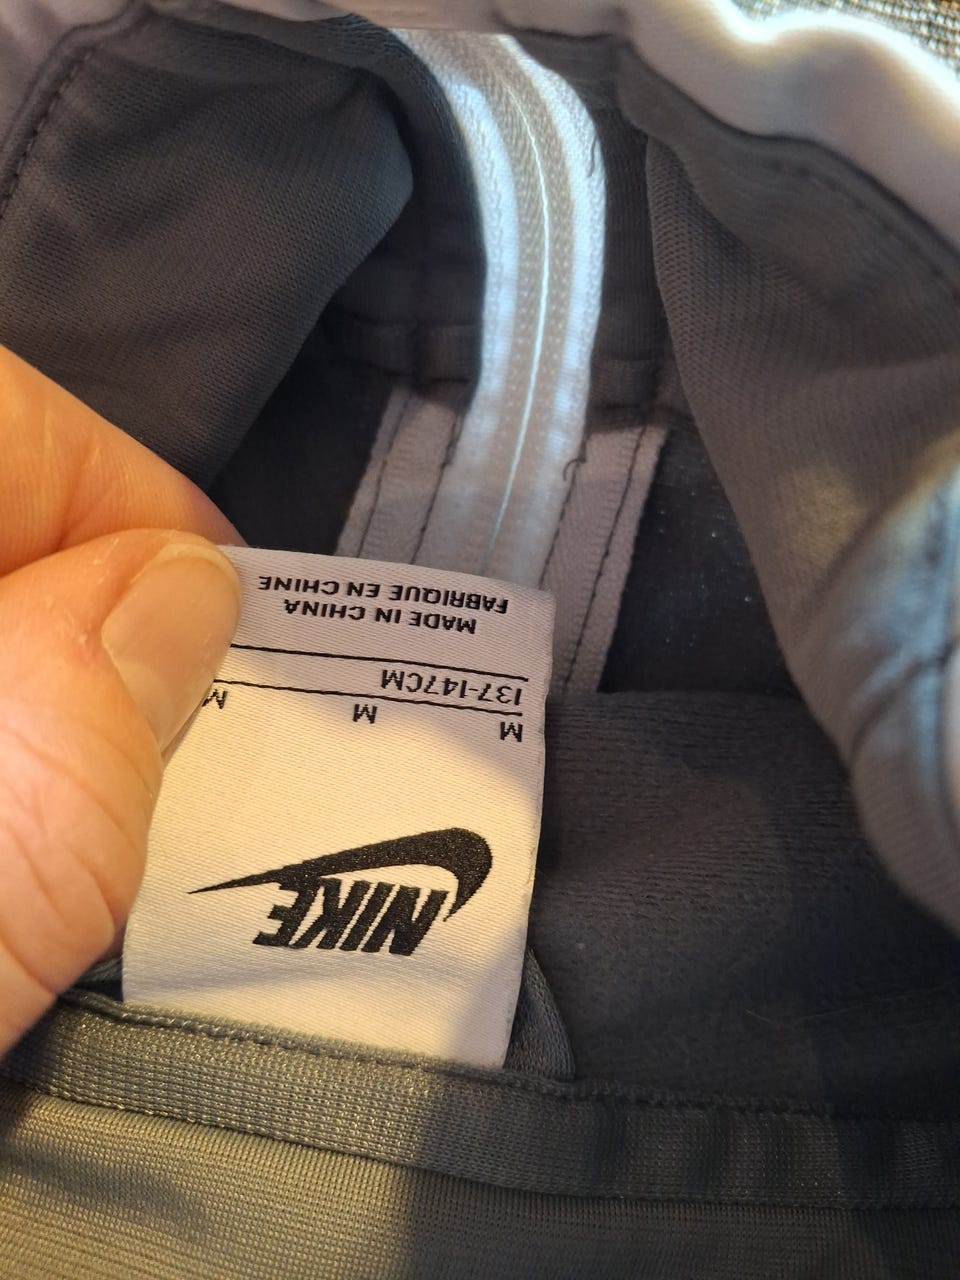 NIKE
M M M
137-147CM
MADE IN CHINA
FABRIQUE EN CHINE